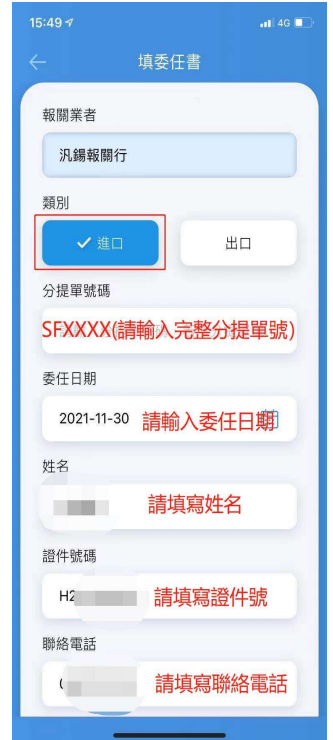 15:49
4G
填委任書
報關業者
汎錩報關行
類別
✓ 進口
出口
分提單號碼
SFXXXX(請輸入完整分提單號)
委任日期
2021-11-30 請輸入委任日期
姓名
請填寫姓名
證件號碼
H2 請填寫證件號
聯絡電話
請填寫聯絡電話